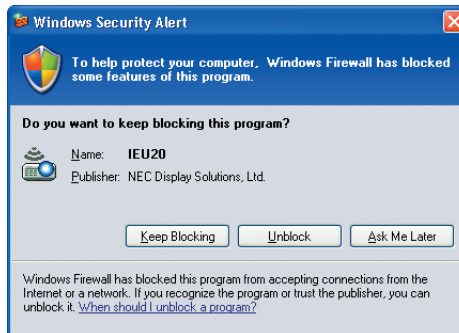 Windows Security Alert
To help protect your computer, Windows Firewall has blocked
some features of this program.
Do you want to keep blocking this program?
Name: IEU20
Publisher: NEC Display Solutions, Ltd.
Keep Blocking Unblock Ask Me Later
Windows Firewall has blocked this program from accepting connections from the
Internet or a network. If you recognize the program or trust the publisher, you can
unblock it. When should I unblock a program?